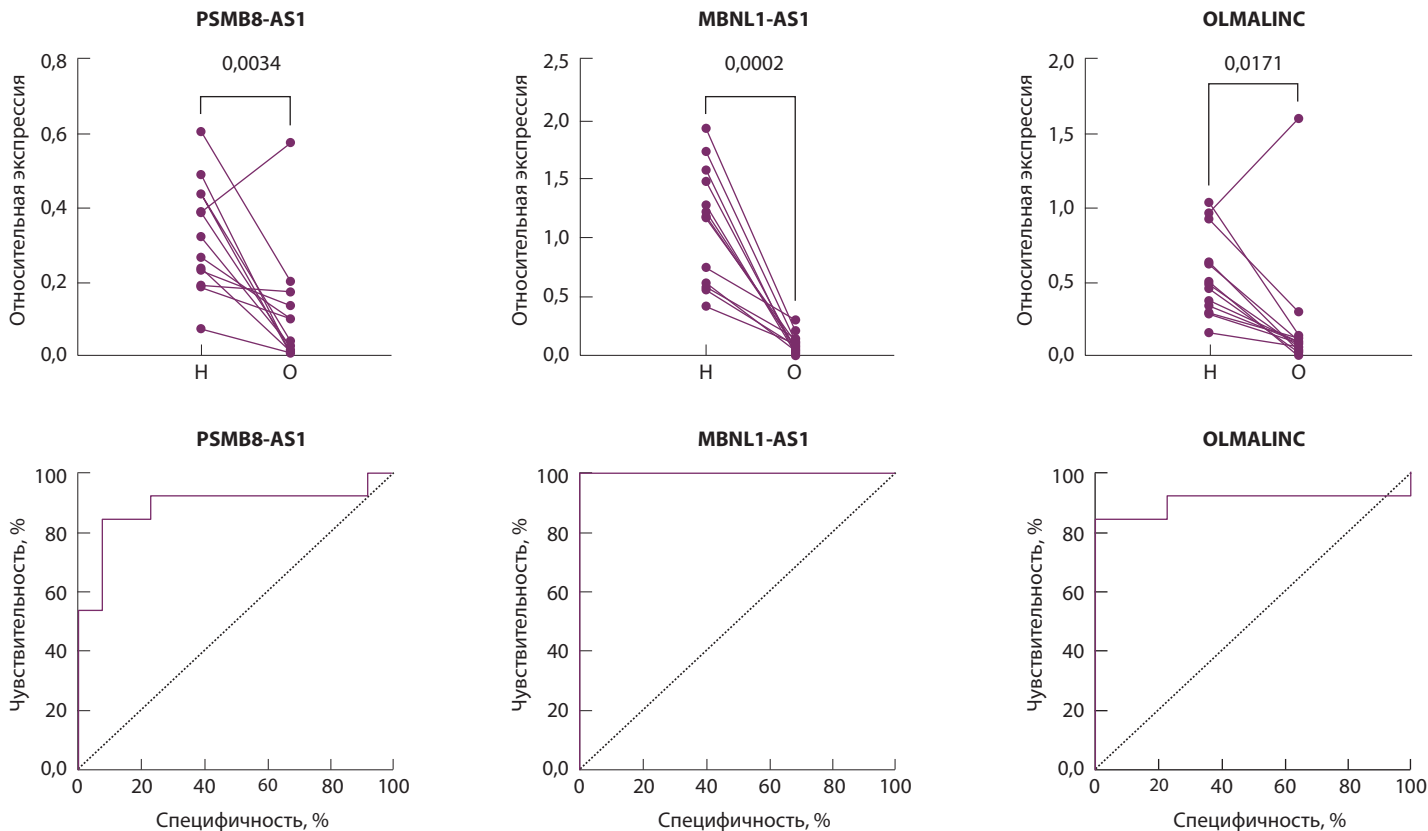 PSMB8-AS1
MBNL1-AS1
OLMALINC
Относительная экспрессия
0,8
0,6
0,4
0,2
0,0
0,0034
Н
О
Относительная экспрессия
2,5
2,0
1,5
1,0
0,5
0,0
0,0002
Н
О
Относительная экспрессия
2,0
1,5
1,0
0,5
0,0
0,0171
Н
О
PSMB8-AS1
MBNL1-AS1
OLMALINC
Чувствительность, %
100
80
60
40
20
0,0
0 20 40 60 80 100
Специфичность, %
Чувствительность, %
100
80
60
40
20
0,0
0 20 40 60 80 100
Специфичность, %
Чувствительность, %
100
80
60
40
20
0,0
0 20 40 60 80 100
Специфичность, %